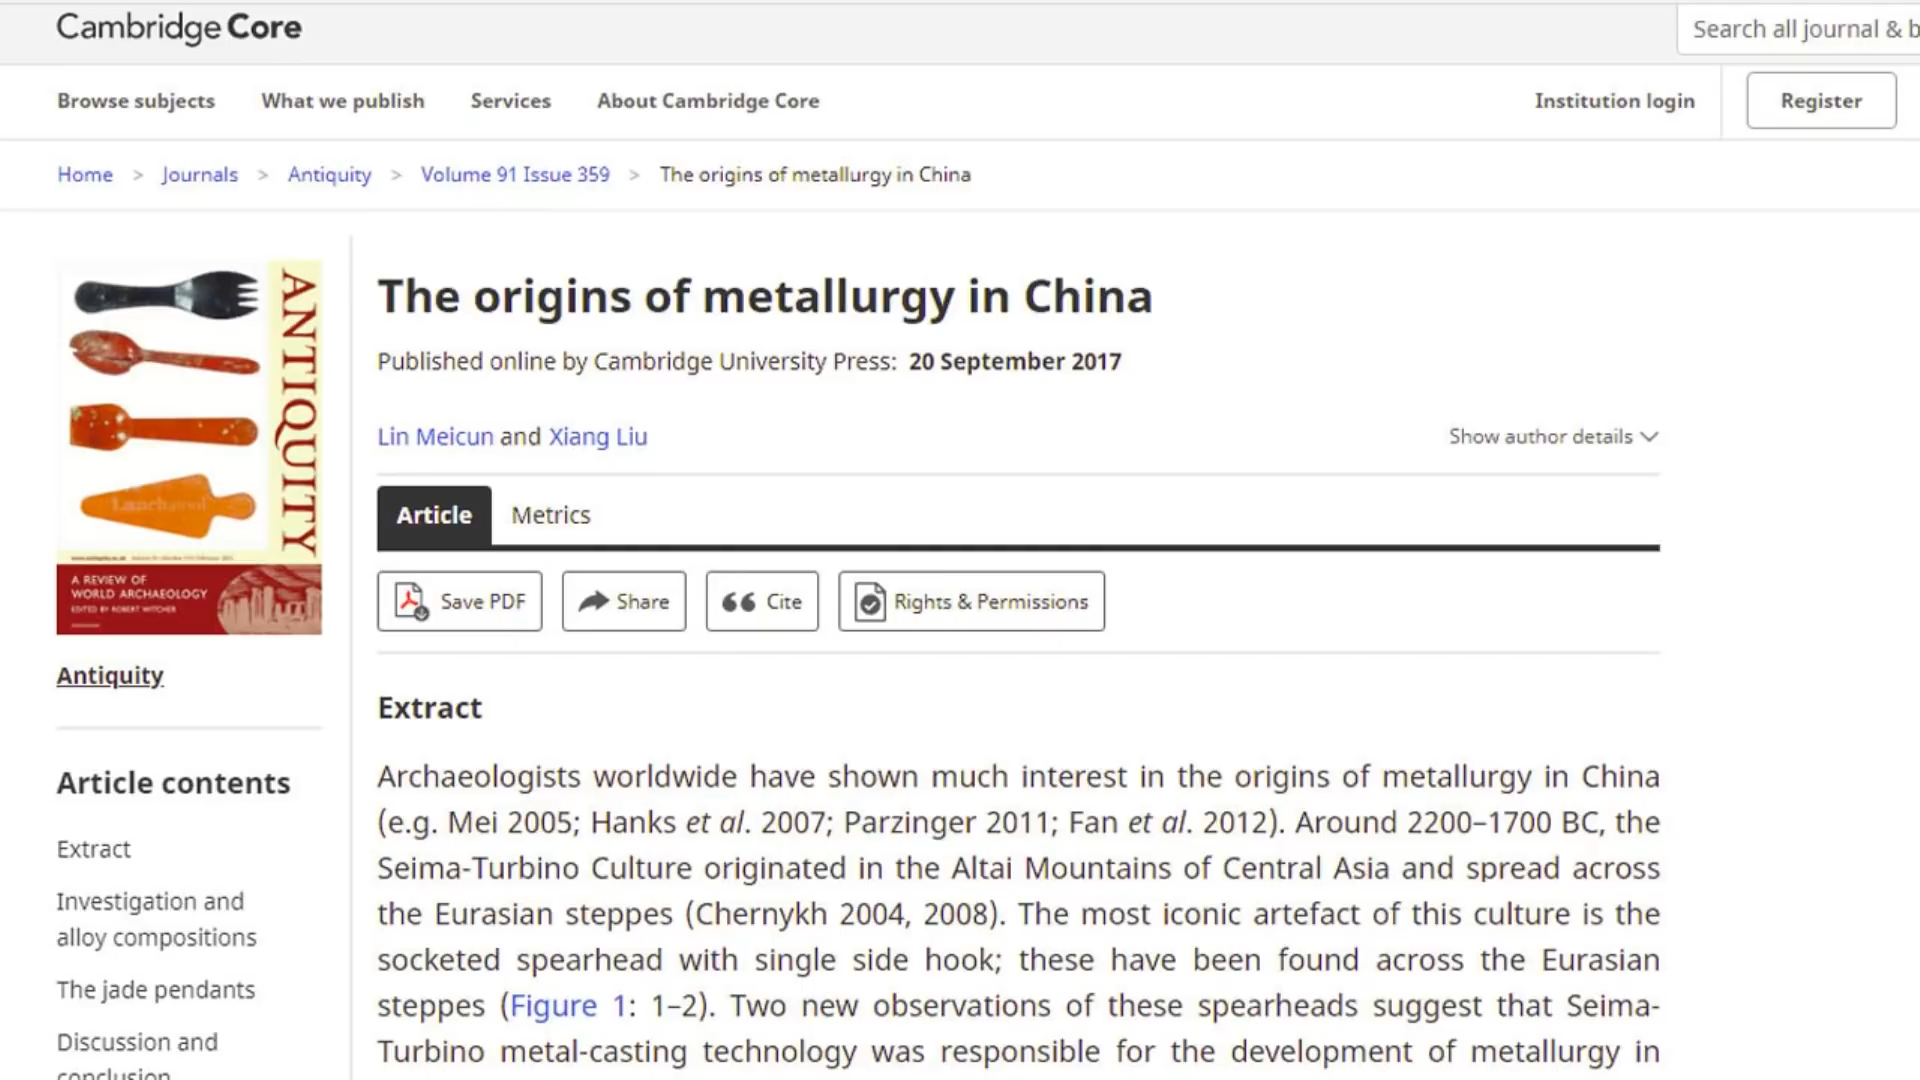 Cambridge Core
Search all journal & b
Browse subjects
What we publish
Services
About Cambridge Core
Institution login
Register
Home > Journals > Antiquity > Volume 91 Issue 359 > The origins of metallurgy in China
ANTIQUITY
A REVIEW OF
WORLD ARCHAEOLOGY
EDITED BY ROBERT WITCHER
Antiquity
Article contents
Extract
Investigation and
alloy compositions
The jade pendants
Discussion and
conclusion
The origins of metallurgy in China
Published online by Cambridge University Press: 20 September 2017
Lin Meicun and Xiang Liu
Show author details
Article
Metrics
Save PDF
Share
Cite
Rights & Permissions
Extract
Archaeologists worldwide have shown much interest in the origins of metallurgy in China
(e.g. Mei 2005; Hanks et al. 2007; Parzinger 2011; Fan et al. 2012). Around 2200–1700 BC, the
Seima-Turbino Culture originated in the Altai Mountains of Central Asia and spread across
the Eurasian steppes (Chernykh 2004, 2008). The most iconic artefact of this culture is the
socketed spearhead with single side hook; these have been found across the Eurasian
steppes (Figure 1: 1–2). Two new observations of these spearheads suggest that Seima-
Turbino metal-casting technology was responsible for the development of metallurgy in